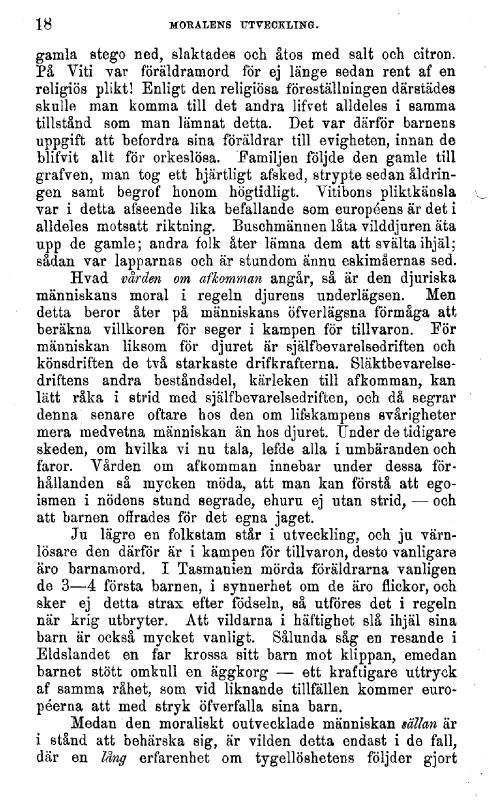 18 MORALENS UTVECKLING.
gamla stego ned, slaktades och åtos med salt och citron.
På Viti var föräldramord för ej länge sedan rent af en
religiös plikt! Enligt den religiösa föreställningen därstädes
skulle man komma till det andra lifvet alldeles i samma
tillstånd som man lämnat detta. Det var därför barnens
uppgift att befordra sina föräldrar till evigheten, innan de
blifvit allt för orkeslösa. Familjen följde den gamle till
grafven, man tog ett hjärtligt afsked, strypte sedan åldrin-
gen samt begrof honom högtidligt. Vitibons pliktkänsla
var i detta afseende lika befallande som européens är det i
alldeles motsatt riktning. Buschmännen låta vilddjuren äta
upp de gamle; andra folk åter lämna dem att svälta ihjäl;
sådan var lapparnas och är stundom ännu eskimåernas sed.
Hvad vården om afkomman angår, så är den djuriska
människans moral i regeln djurens underlägsen. Men
detta beror åter på människans öfverlägsna förmåga att
beräkna villkoren för seger i kampen för tillvaron. För
människan liksom för djuret är själfbevarelsedriften och
könsdriften de två starkaste drifkrafterna. Släktbevarelse-
driftens andra beståndsdel, kärleken till afkomman, kan
lätt råka i strid med själfbevarelsedriften, och då segrar
denna senare oftare hos den om lifskampens svårigheter
mera medvetna människan än hos djuret. Under de tidigare
skeden, om hvilka vi nu tala, lefde alla i umbäranden och
faror. Vården om afkomman innebar under dessa för-
hållanden så mycken möda, att man kan förstå att ego-
ismen i nödens stund segrade, ehuru ej utan strid, — och
att barnen offrades för det egna jaget.
Ju lägre en folkstam står i utveckling, och ju värn-
lösare den därför är i kampen för tillvaron, desto vanligare
äro barnamord. I Tasmanien mörda föräldrarna vanligen
de 3—4 första barnen, i synnerhet om de äro flickor, och
sker ej detta strax efter födseln, så utföres det i regeln
när krig utbryter. Att vildarna i häftighet slå ihjäl sina
barn är också mycket vanligt. Sålunda såg en resande i
Eldslandet en far krossa sitt barn mot klippan, emedan
barnet stött omkull en äggkorg — ett kraftigare uttryck
af samma råhet, som vid liknande tillfällen kommer euro-
péerna att med stryk öfverfalla sina barn.
Medan den moraliskt outvecklade människan sällan är
i stånd att behärska sig, är vilden detta endast i de fall,
där en lång erfarenhet om tygellöshetens följder gjort